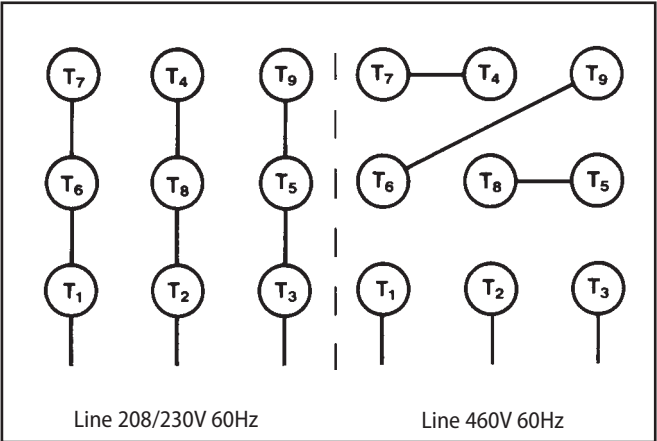 T₇ T₄ T₉ T₇ T₄ T₉
T₆ T₈ T₅ T₆ T₈ T₅
T₁ T₂ T₃ T₁ T₂ T₃
Line 208/230V 60Hz Line 460V 60Hz